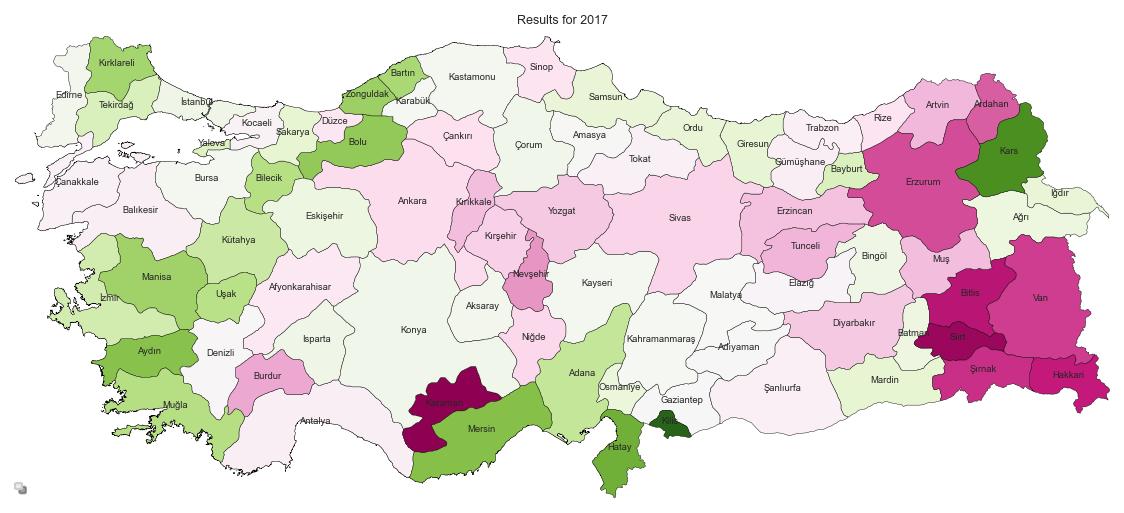 Results for 2017
Kırklareli
Edirne
Tekirdağ
İstanbul
Kocaeli
Yalova
Sakarya
Düzce
Zonguldak
Bartın
Karabük
Kastamonu
Sinop
Samsun
Bolu
Çankırı
Çorum
Amasya
Tokat
Ordu
Giresun
Trabzon
Gümüşhane
Bayburt
Rize
Artvin
Ardahan
Kars
Iğdır
Ağrı
Erzurum
Erzincan
Tunceli
Çanakkale
Balıkesir
Bursa
Bilecik
Eskişehir
Kütahya
Ankara
Kırıkkale
Kırşehir
Yozgat
Sivas
Nevşehir
Kayseri
Malatya
Elazığ
Bingöl
Muş
Bitlis
Van
Siirt
Batman
Diyarbakır
Şırnak
Hakkari
Mardin
Şanlıurfa
Adıyaman
Kahramanmaraş
Gaziantep
Kilis
Osmaniye
Hatay
Adana
Niğde
Aksaray
Konya
Karaman
Mersin
Antalya
Isparta
Burdur
Afyonkarahisar
Uşak
Denizli
Manisa
İzmir
Aydın
Muğla